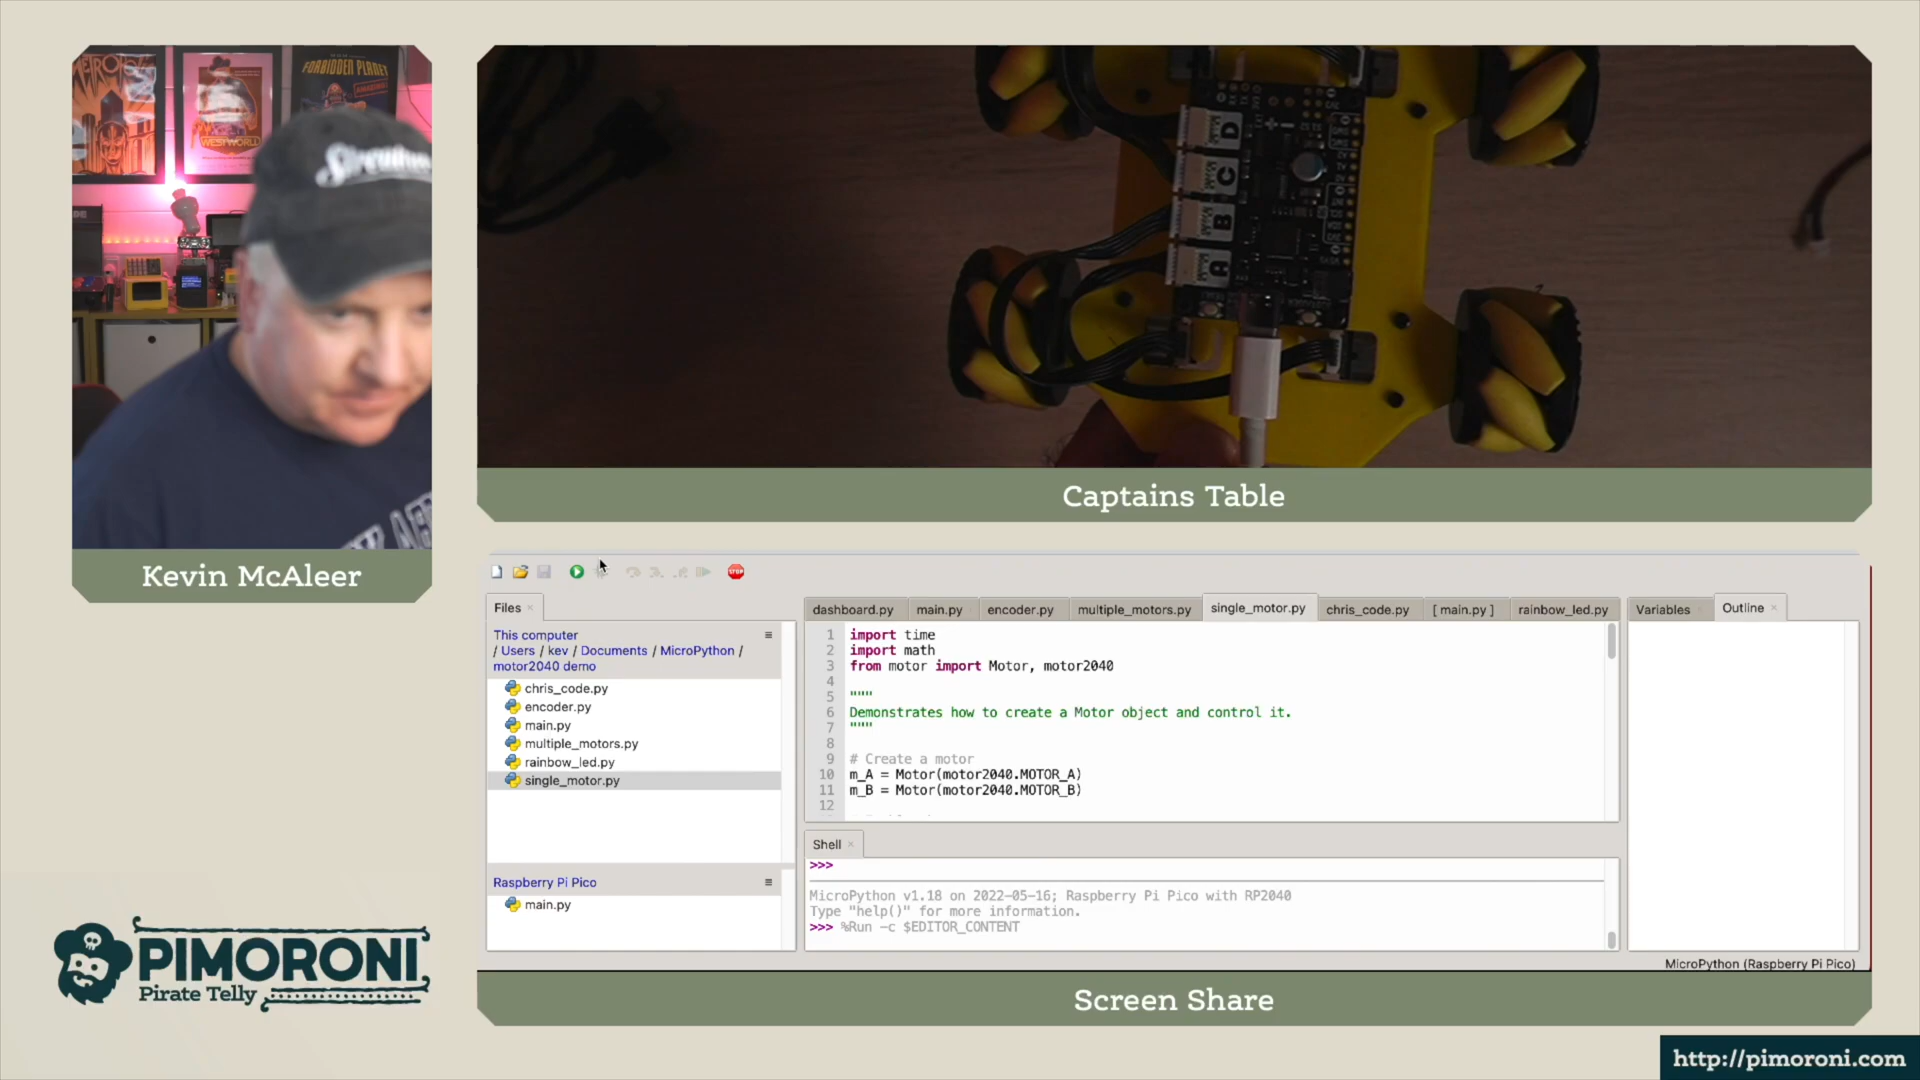 METROPOLIS
WESTWORLD
FORBIDDEN
PLANET
Kevin McAleer
D
C
B
A
Captains Table
Files
This computer
/ Users / kev / Documents / MicroPython /
motor2040 demo
chris_code.py
encoder.py
main.py
multiple_motors.py
rainbow_led.py
single_motor.py
Raspberry Pi Pico
main.py
STOP
dashboard.py
main.py
encoder.py
multiple_motors.py
single_motor.py
chris_code.py
[ main.py ]
rainbow_led.py
1 import time
2 import math
3 from motor import Motor, motor2040
4
5 """
6 Demonstrates how to create a Motor object and control it.
7 """
8
9 # Create a motor
10 m_A = Motor(motor2040.MOTOR_A)
11 m_B = Motor(motor2040.MOTOR_B)
12
Shell
>>>
MicroPython v1.18 on 2022-05-16; Raspberry Pi Pico with RP2040
Type "help()" for more information.
>>> %Run -c $EDITOR_CONTENT
Variables
Outline
MicroPython (Raspberry Pi Pico)
Screen Share
PIMORONI
Pirate Telly
http://pimoroni.com